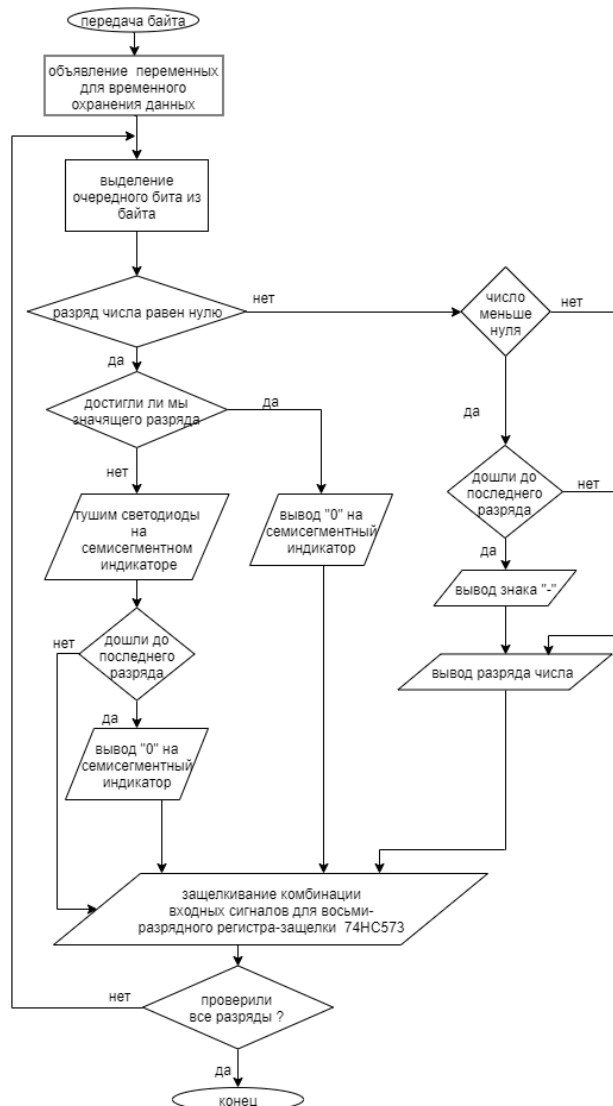 передача байта
объявление переменных
для временного
охранения данных
выделение
очередного бита из
байта
разряд числа равен нулю
нет
число
меньше
нуля
нет
да
да
достигли ли мы
значящего разряда
да
нет
дошли до
последнего
разряда
нет
да
тушим светодиоды
на
семисегментном
индикаторе
вывод "0" на
семисегментный
индикатор
вывод знака "-"
вывод разряда числа
нет
дошли до
последнего
разряда
да
вывод "0" на
семисегментный
индикатор
защелкивание комбинации
входных сигналов для восьми-
разрядного регистра-защелки 74HC573
нет
проверили
все разряды ?
да
конец